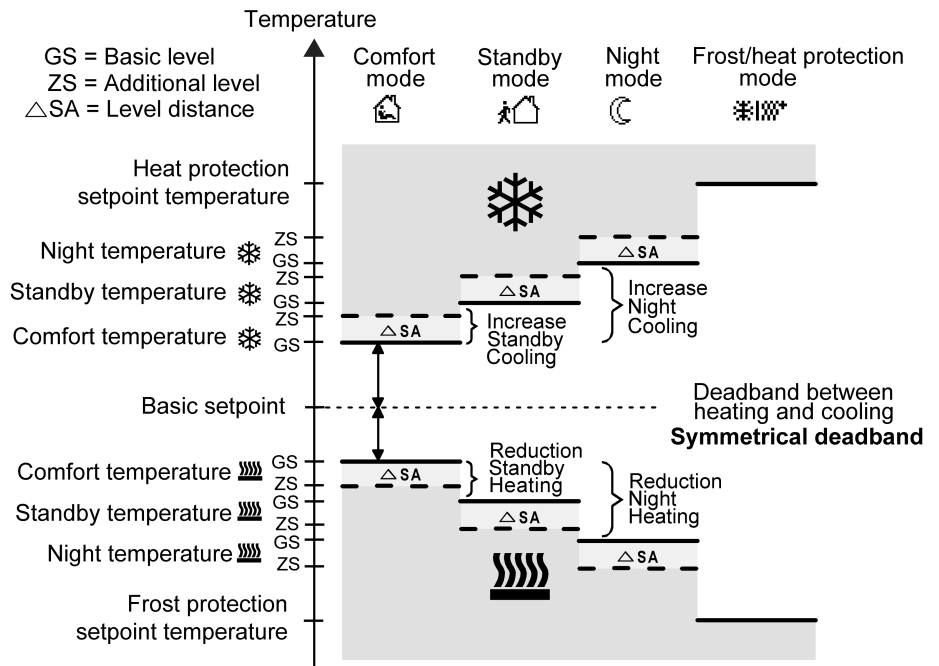 Temperature
GS = Basic level
ZS = Additional level
△SA = Level distance
Comfort
mode
Standby
mode
Night
mode
Frost/heat protection
mode
Heat protection
setpoint temperature
Night temperature
ZS
GS
Standby temperature
ZS
GS
Comfort temperature
ZS
GS
△SA
△SA
△SA
Increase
Standby
Cooling
Increase
Night
Cooling
Basic setpoint
Deadband between
heating and cooling
Symmetrical deadband
Comfort temperature
GS
ZS
Standby temperature
GS
ZS
Night temperature
GS
ZS
△SA
△SA
△SA
Reduction
Standby
Heating
Reduction
Night
Heating
Frost protection
setpoint temperature